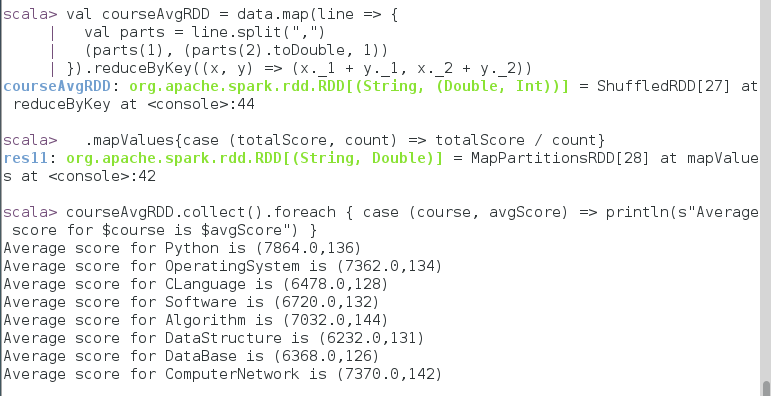 scala> val courseAvgRDD = data.map(line => {
     |   val parts = line.split(",")
     |   (parts(1), (parts(2).toDouble, 1))
     | }).reduceByKey((x, y) => (x._1 + y._1, x._2 + y._2))
courseAvgRDD: org.apache.spark.rdd.RDD[(String, (Double, Int))] = ShuffledRDD[27] at
 reduceByKey at <console>:44
scala>   .mapValues{case (totalScore, count) => totalScore / count}
res11: org.apache.spark.rdd.RDD[(String, Double)] = MapPartitionsRDD[28] at mapValue
s at <console>:42
scala> courseAvgRDD.collect().foreach { case (course, avgScore) => println(s"Average
 score for $course is $avgScore") }
Average score for Python is (7864.0,136)
Average score for OperatingSystem is (7362.0,134)
Average score for CLanguage is (6478.0,128)
Average score for Software is (6720.0,132)
Average score for Algorithm is (7032.0,144)
Average score for DataStructure is (6232.0,131)
Average score for DataBase is (6368.0,126)
Average score for ComputerNetwork is (7370.0,142)